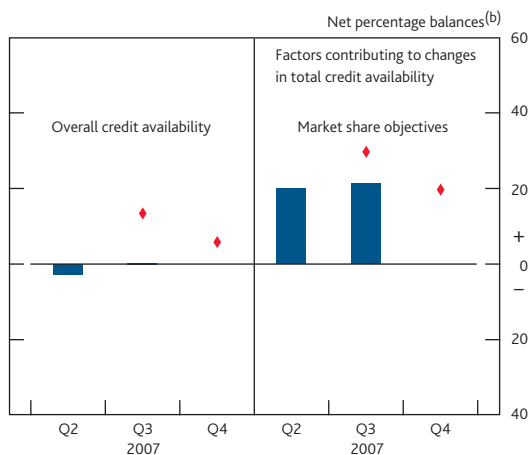 Net percentage balances(b)
60
Factors contributing to changes
in total credit availability
40
Overall credit availability
Market share objectives
20
+
0
–
20
40
Q2
Q3
Q4
Q2
Q3
Q4
2007
2007